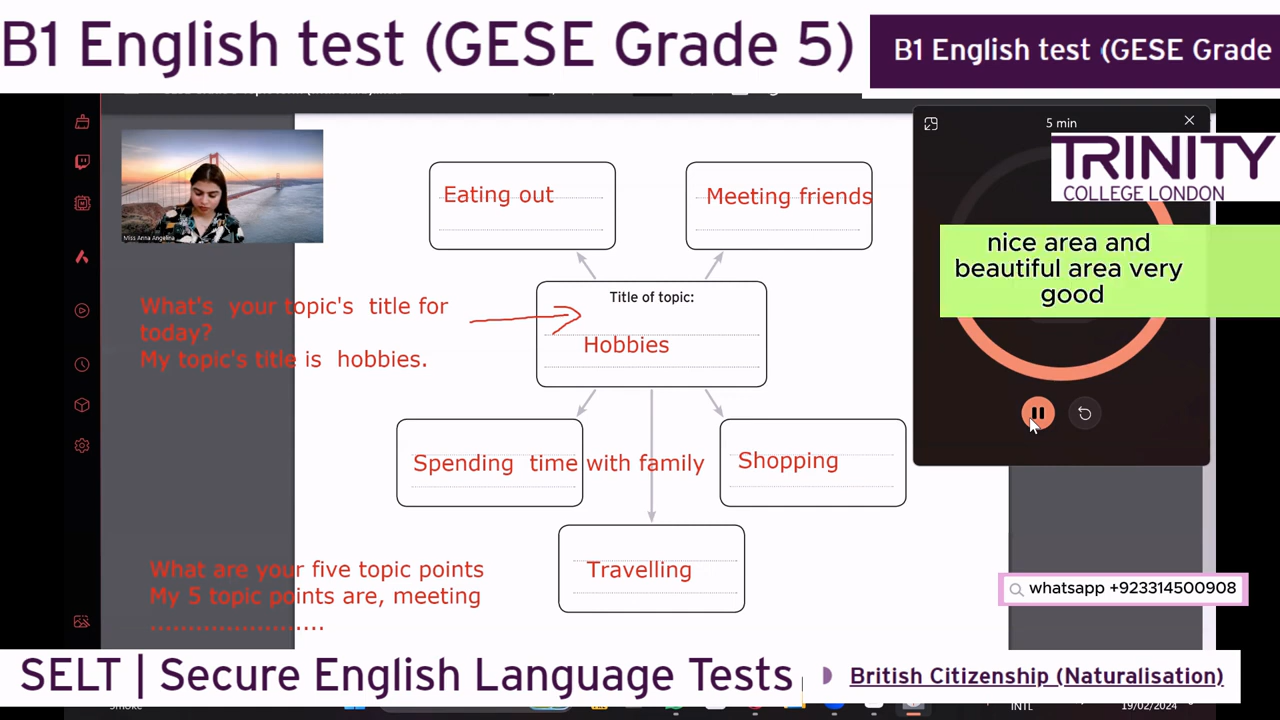 B1 English test (GESE Grade 5)
B1 English test (GESE Grade
5 min
TRINITY
COLLEGE LONDON
nice area and
beautiful area very
good
Miss Anna Angelina
Eating out
Meeting friends
What's your topic's title for
today?
My topic's title is hobbies.
Title of topic:
Hobbies
Spending time with family
Shopping
Travelling
What are your five topic points
My 5 topic points are, meeting
.......................
whatsapp +923314500908
SELT | Secure English Language Tests
British Citizenship (Naturalisation)
Smoke
INTL
19/02/2024